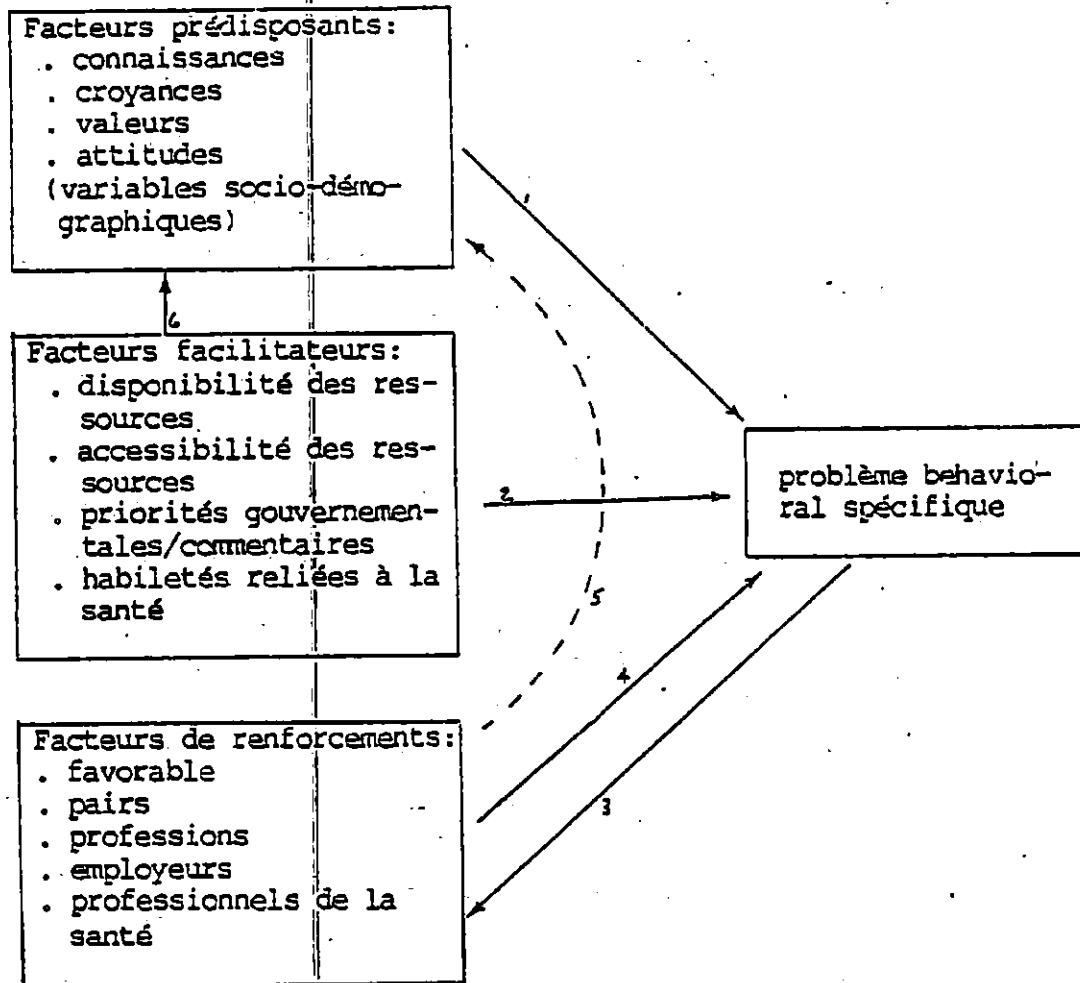 Facteurs prédisposants:
. connaissances
. croyances
. valeurs
. attitudes
(variables socio-démo-
graphiques)
1
6
Facteurs facilitateurs:
. disponibilité des res-
sources
. accessibilité des res-
sources
. priorités gouvernemen-
tales/commentaires
. habiletés reliées à la
santé
2
5
problème behavio-
ral spécifique
4
3
Facteurs de renforcements:
. favorable
. pairs
. professions
. employeurs
. professionnels de la
santé